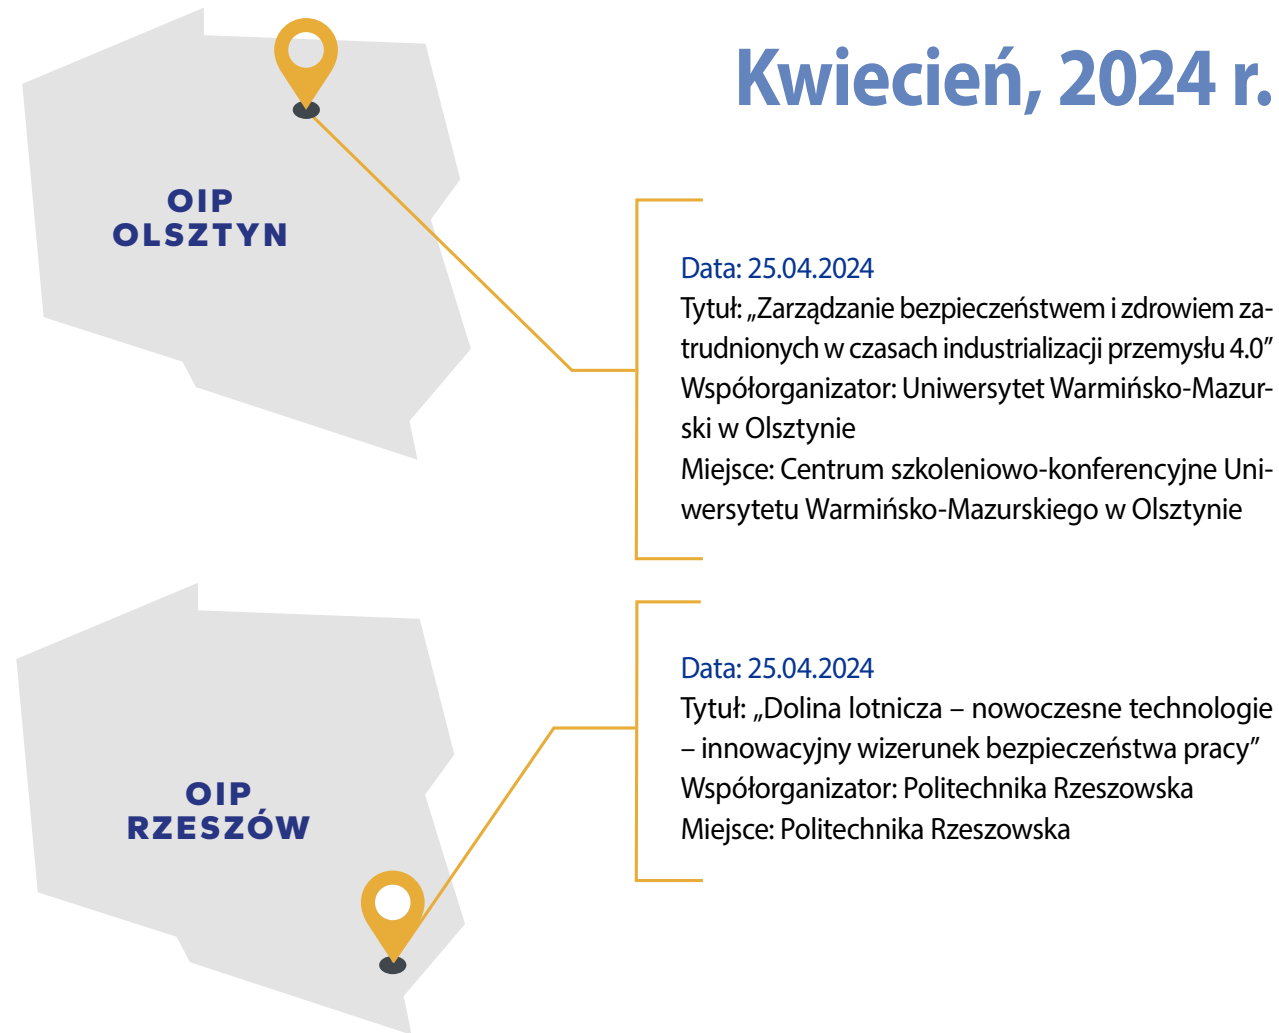 Kwiecień, 2024 r.
OIP
OLSZTYN
Data: 25.04.2024
Tytuł: „Zarządzanie bezpieczeństwem i zdrowiem za-
trudnionych w czasach industrializacji przemysłu 4.0”
Współorganizator: Uniwersytet Warmińsko-Mazur-
ski w Olsztynie
Miejsce: Centrum szkoleniowo-konferencyjne Uni-
wersytetu Warmińsko-Mazurskiego w Olsztynie
OIP
RZESZÓW
Data: 25.04.2024
Tytuł: „Dolina lotnicza – nowoczesne technologie
– innowacyjny wizerunek bezpieczeństwa pracy”
Współorganizator: Politechnika Rzeszowska
Miejsce: Politechnika Rzeszowska